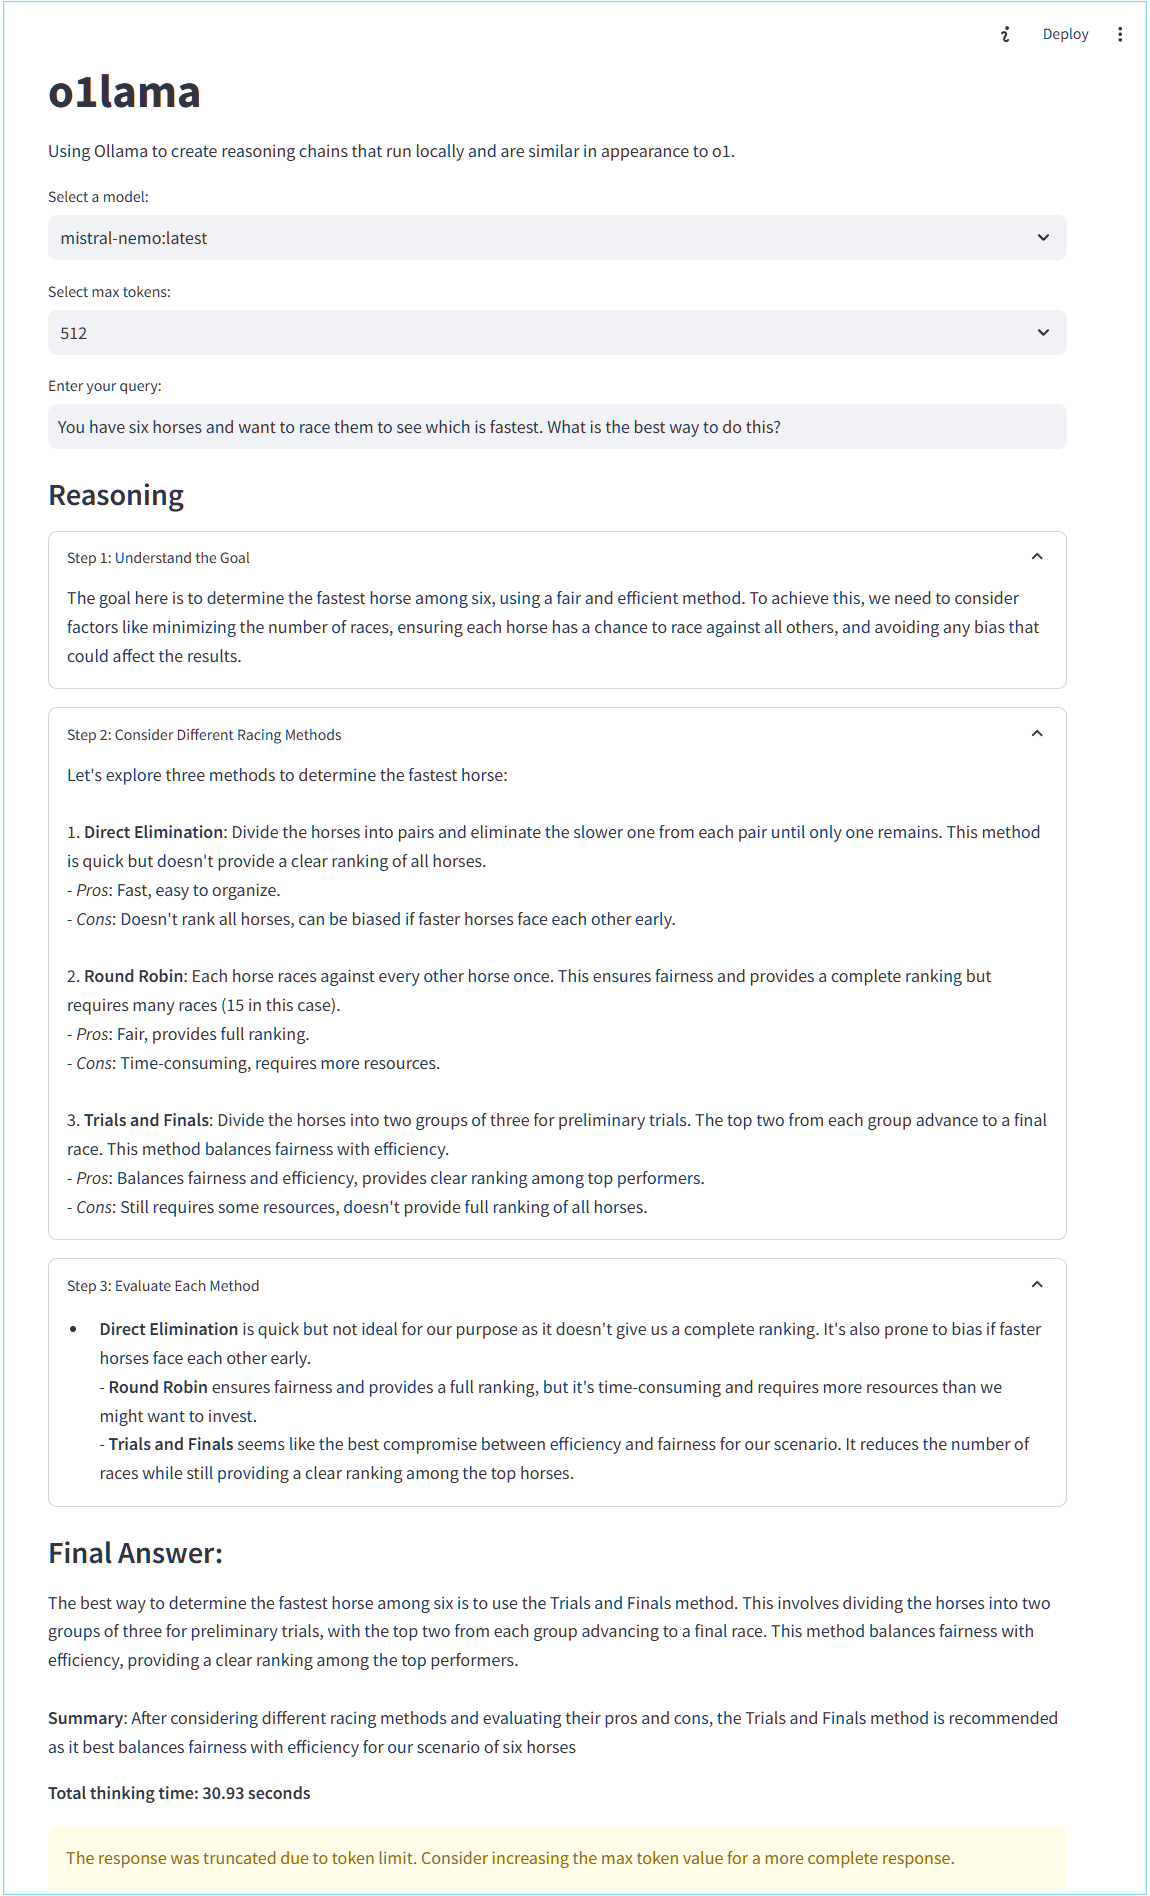 i Deploy
o1lama
Using Ollama to create reasoning chains that run locally and are similar in appearance to o1.
Select a model:
mistral-nemo:latest
Select max tokens:
512
Enter your query:
You have six horses and want to race them to see which is fastest. What is the best way to do this?
Reasoning
Step 1: Understand the Goal
The goal here is to determine the fastest horse among six, using a fair and efficient method. To achieve this, we need to consider
factors like minimizing the number of races, ensuring each horse has a chance to race against all others, and avoiding any bias that
could affect the results.
Step 2: Consider Different Racing Methods
Let's explore three methods to determine the fastest horse:
1. Direct Elimination: Divide the horses into pairs and eliminate the slower one from each pair until only one remains. This method
is quick but doesn't provide a clear ranking of all horses.
- Pros: Fast, easy to organize.
- Cons: Doesn't rank all horses, can be biased if faster horses face each other early.
2. Round Robin: Each horse races against every other horse once. This ensures fairness and provides a complete ranking but
requires many races (15 in this case).
- Pros: Fair, provides full ranking.
- Cons: Time-consuming, requires more resources.
3. Trials and Finals: Divide the horses into two groups of three for preliminary trials. The top two from each group advance to a final
race. This method balances fairness with efficiency.
- Pros: Balances fairness and efficiency, provides clear ranking among top performers.
- Cons: Still requires some resources, doesn't provide full ranking of all horses.
Step 3: Evaluate Each Method
• Direct Elimination is quick but not ideal for our purpose as it doesn't give us a complete ranking. It's also prone to bias if faster
horses face each other early.
- Round Robin ensures fairness and provides a full ranking, but it's time-consuming and requires more resources than we
might want to invest.
- Trials and Finals seems like the best compromise between efficiency and fairness for our scenario. It reduces the number of
races while still providing a clear ranking among the top horses.
Final Answer:
The best way to determine the fastest horse among six is to use the Trials and Finals method. This involves dividing the horses into two
groups of three for preliminary trials, with the top two from each group advancing to a final race. This method balances fairness with
efficiency, providing a clear ranking among the top performers.
Summary: After considering different racing methods and evaluating their pros and cons, the Trials and Finals method is recommended
as it best balances fairness with efficiency for our scenario of six horses
Total thinking time: 30.93 seconds
The response was truncated due to token limit. Consider increasing the max token value for a more complete response.